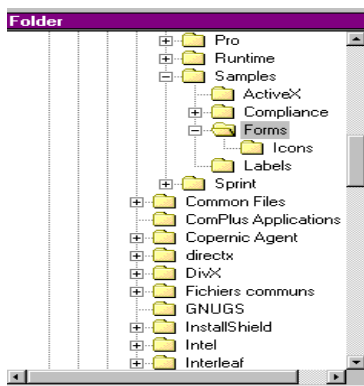 Folder
Pro
Runtime
Samples
ActiveX
Compliance
Forms
Icons
Labels
Sprint
Common Files
ComPlus Applications
Copernic Agent
directx
DivX
Fichiers communs
GNUGS
InstallShield
Intel
Interleaf